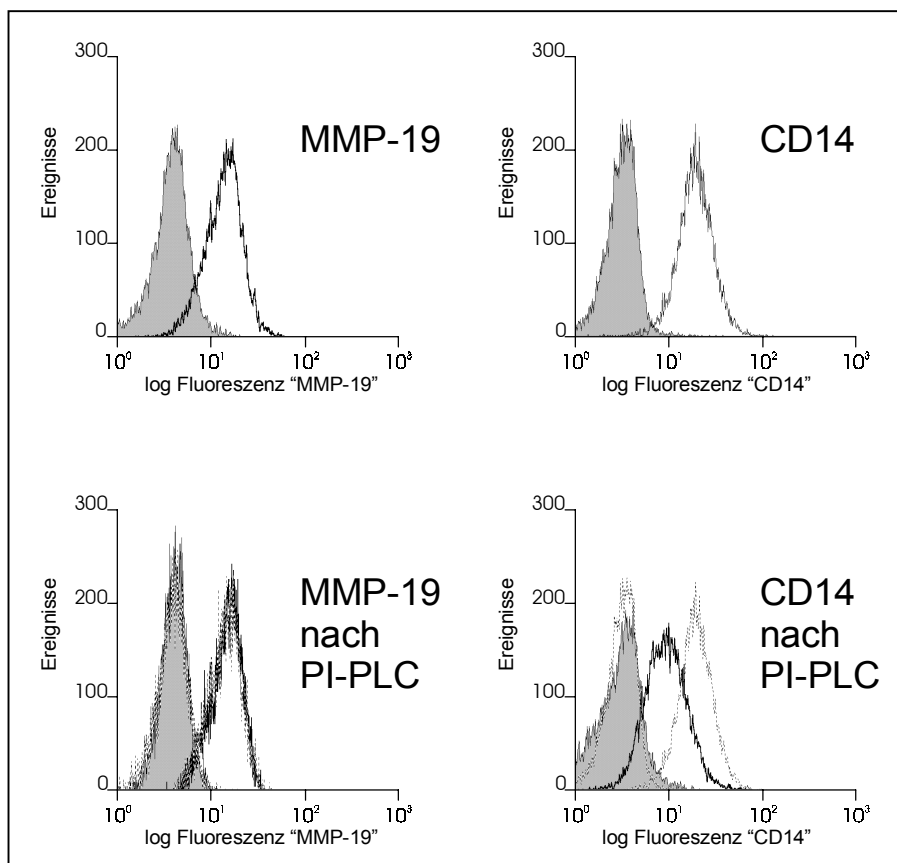 300
200
100
0
Ereignisse
MMP-19
10⁰ 10¹ 10² 10³
log Fluoreszenz “MMP-19”
300
200
100
0
Ereignisse
CD14
10⁰ 10¹ 10² 10³
log Fluoreszenz “CD14”
300
200
100
0
Ereignisse
MMP-19
nach
PI-PLC
10⁰ 10¹ 10² 10³
log Fluoreszenz “MMP-19”
300
200
100
0
Ereignisse
CD14
nach
PI-PLC
10⁰ 10¹ 10² 10³
log Fluoreszenz “CD14”